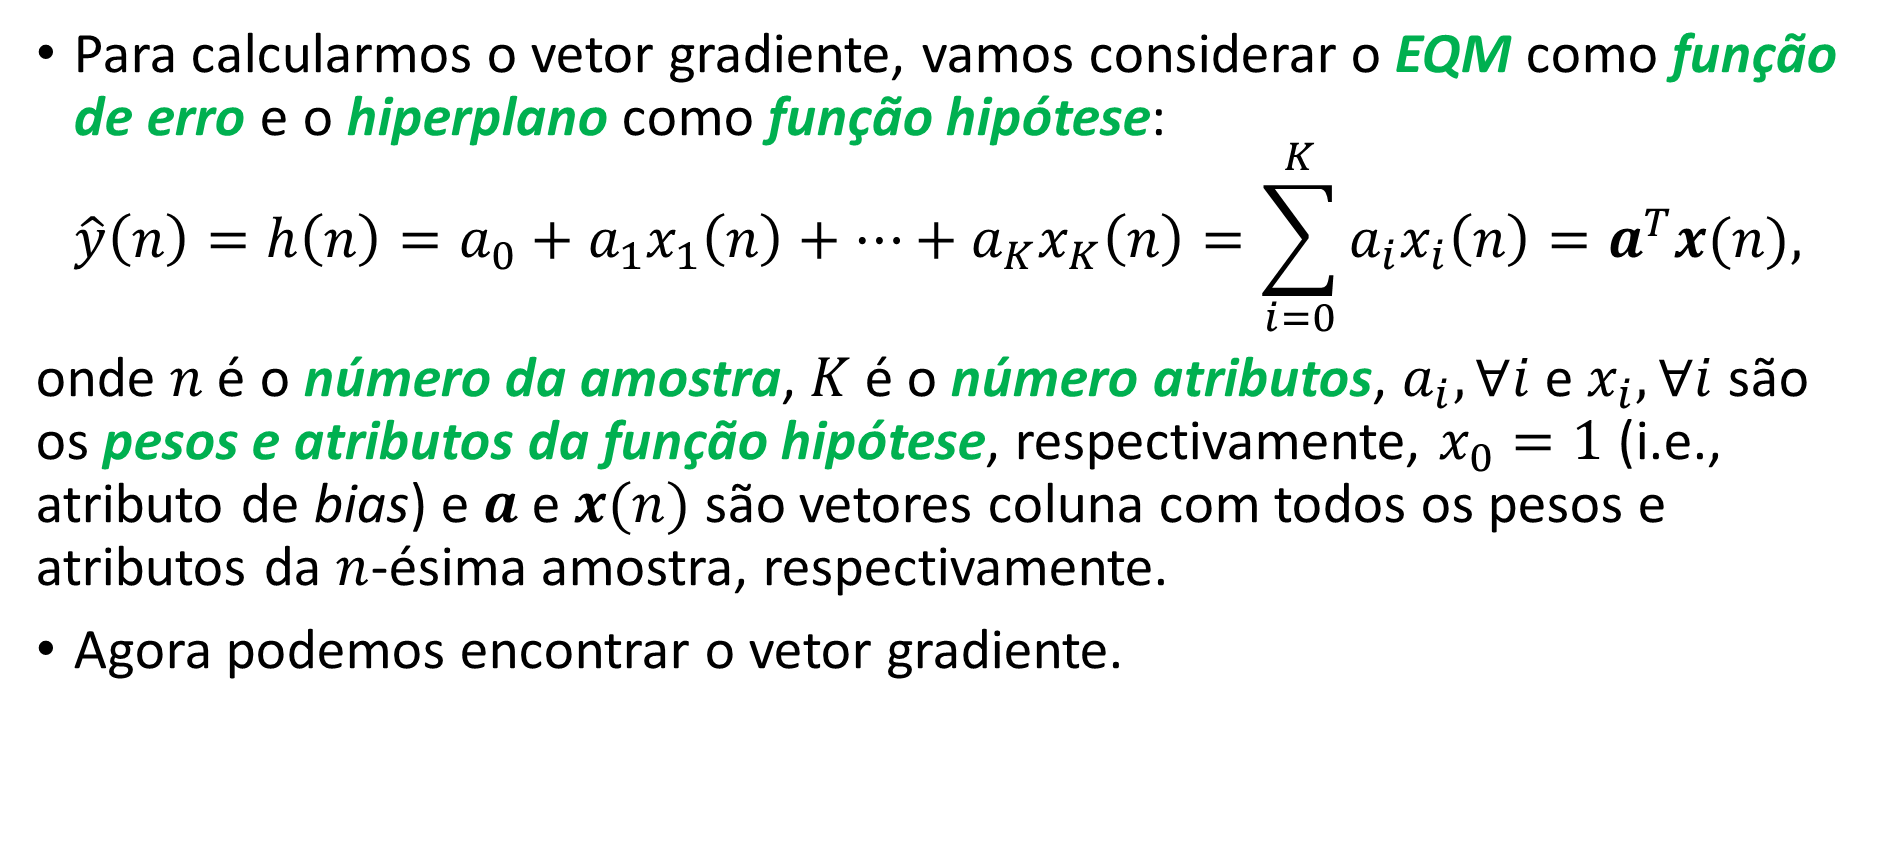 • Para calcularmos o vetor gradiente, vamos considerar o EQM como função
de erro e o hiperplano como função hipótese:
ŷ(n) = h(n) = a₀ + a₁x₁(n) + ⋯ + a_K x_K(n) = ∑_{i=0}^{K} aᵢxᵢ(n) = aᵀx(n),
onde n é o número da amostra, K é o número atributos, aᵢ, ∀i e xᵢ, ∀i são
os pesos e atributos da função hipótese, respectivamente, x₀ = 1 (i.e.,
atributo de bias) e a e x(n) são vetores coluna com todos os pesos e
atributos da n-ésima amostra, respectivamente.
• Agora podemos encontrar o vetor gradiente.